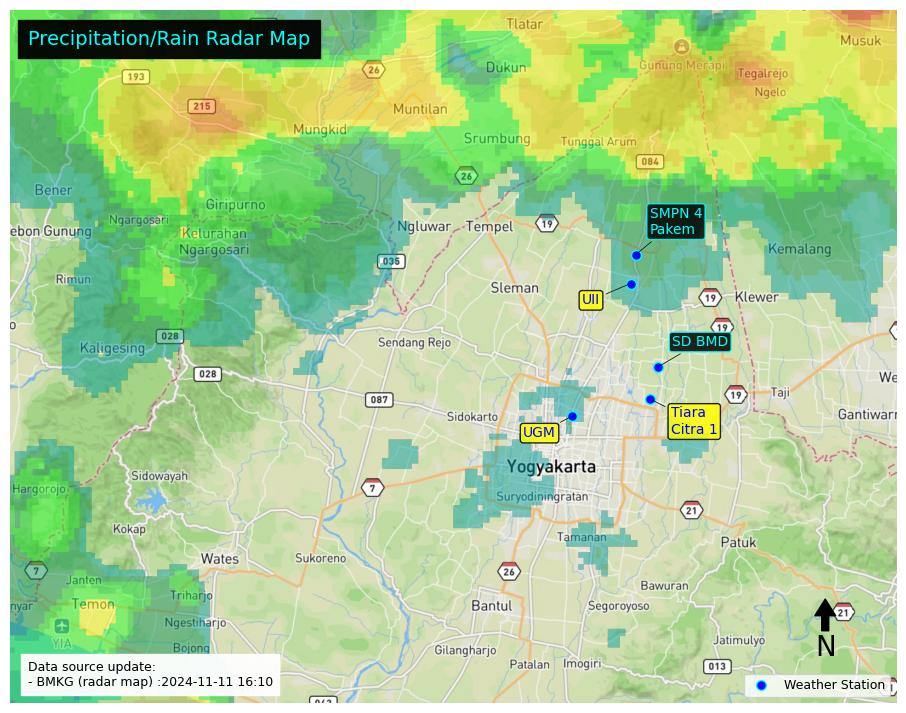 Precipitation/Rain Radar Map
Tlatar
Musuk
Dukun
Gunung Merapi
Tegalrejo
Ngelo
193
26
215
Muntilan
Mungkid
Srumbung
Tunggal Arum
084
26
Bener
Giripurno
Ngargosari
Kelurahan
Ngargosari
ebon Gunung
Ngluwar
Tempel
19
SMPN 4
Pakem
Kemalang
035
Rimun
UII
Sleman
19
Klewer
19
028
Kaligesing
Sendang Rejo
SD BMD
028
087
Sidokarto
19
Taji
We
Gantiwarn
Tiara
Citra 1
UGM
Yogyakarta
Suryodiningratan
Sidowayah
Hargorojo
7
21
Kokap
Tamanan
Patuk
Wates
Sukoreno
7
26
Janten
Triharjo
nyar
Temon
Bawuran
Bantul
Segoroyoso
21
Ngestiharjo
YIA
Bojong
N
Jatimulyo
Gilangharjo
Patalan
Imogiri
013
Data source update:
- BMKG (radar map) :2024-11-11 16:10
Weather Station